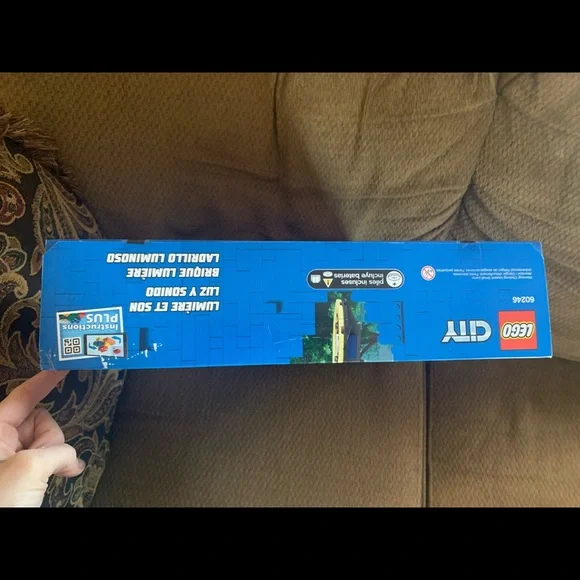 LEGO
CITY
60246
piles incluses
incluye baterías
LUMIÈRE ET SON
LUZ Y SONIDO
BRIQUE LUMIÈRE
LADRILLO LUMINOSO
Instructions
PLUS